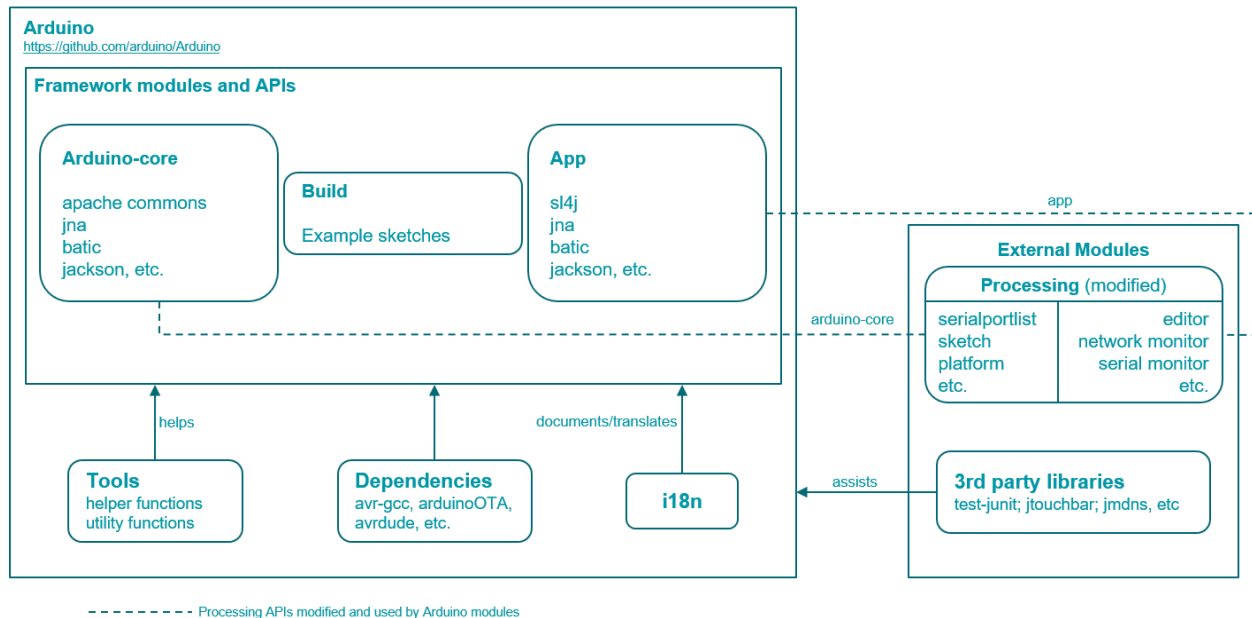 Arduino
https://github.com/arduino/Arduino
Framework modules and APIs
Arduino-core
apache commons
jna
batic
jackson, etc.
Build
Example sketches
App
sl4j
jna
batic
jackson, etc.
app
External Modules
Processing (modified)
serialportlist
sketch
platform
etc.
editor
network monitor
serial monitor
etc.
arduino-core
helps
documents/translates
Tools
helper functions
utility functions
Dependencies
avr-gcc, arduinoOTA,
avrdude, etc.
i18n
assists
3rd party libraries
test-junit; jtouchbar; jmdns, etc
Processing APIs modified and used by Arduino modules